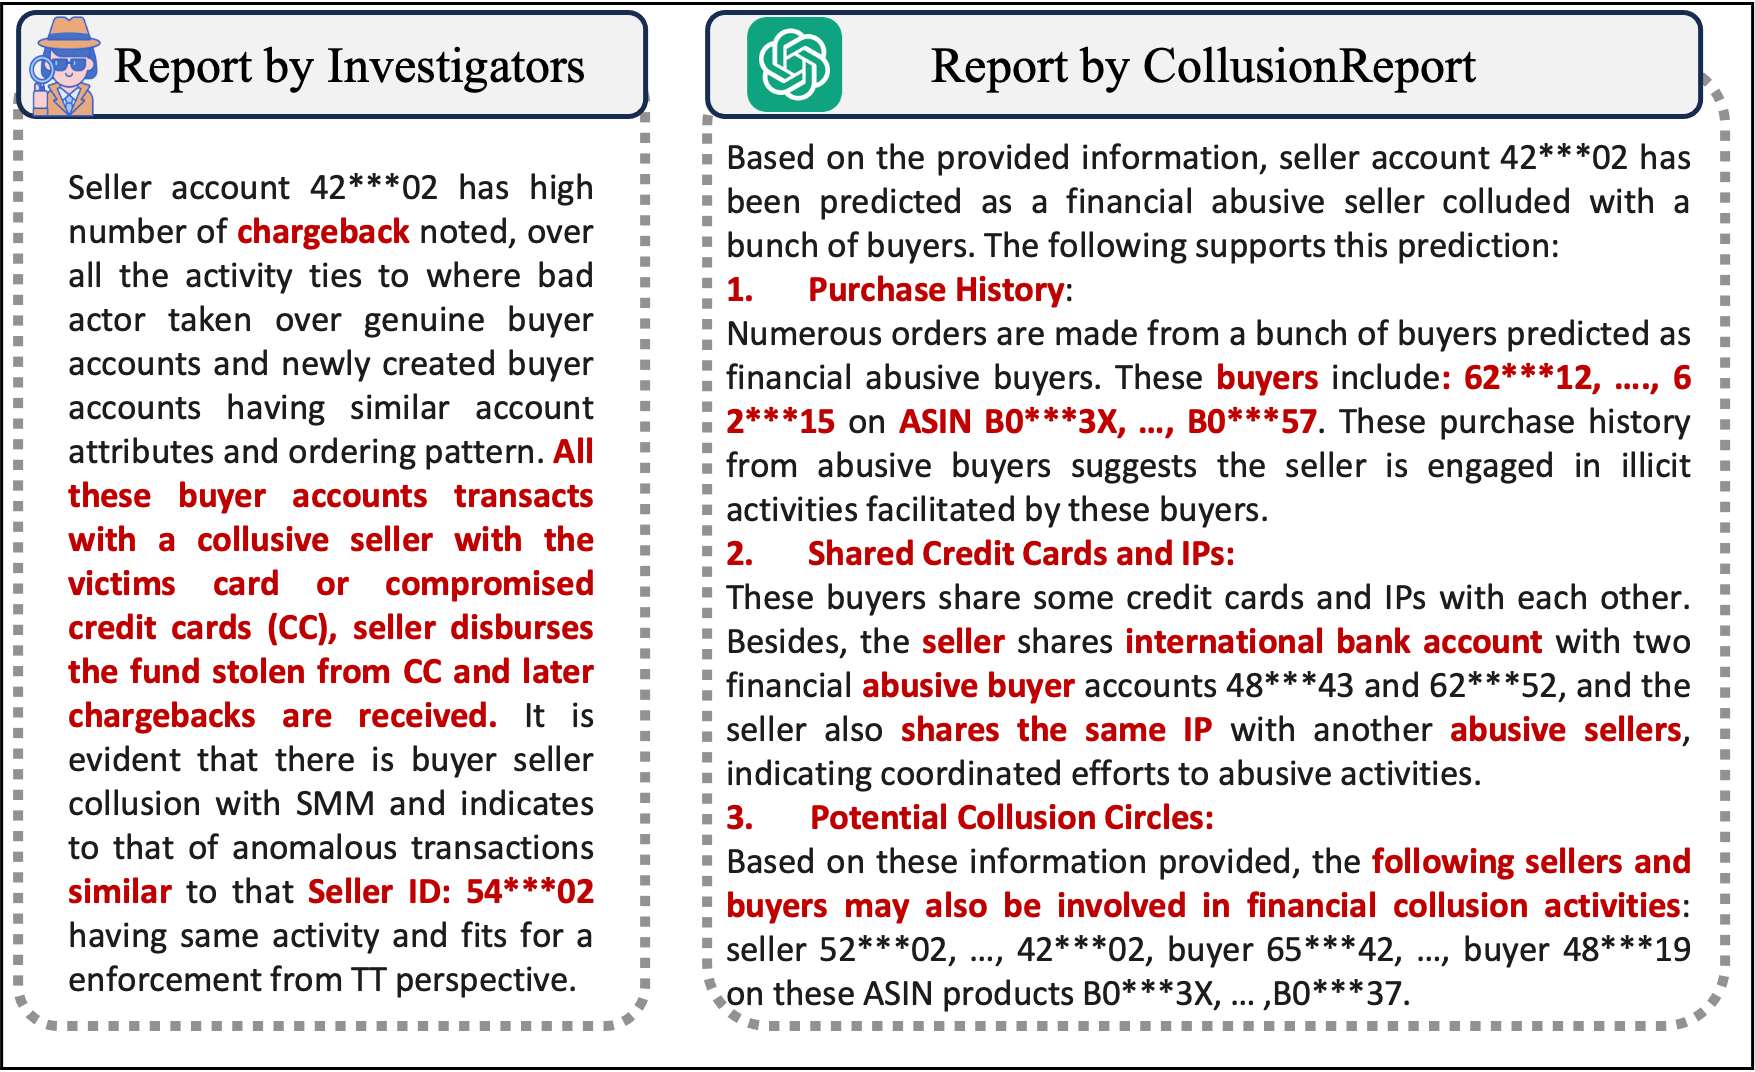 Report by Investigators
Seller account 42***02 has high
number of chargeback noted, over
all the activity ties to where bad
actor taken over genuine buyer
accounts and newly created buyer
accounts having similar account
attributes and ordering pattern. All
these buyer accounts transacts
with a collusive seller with the
victims card or compromised
credit cards (CC), seller disburses
the fund stolen from CC and later
chargebacks are received. It is
evident that there is buyer seller
collusion with SMM and indicates
to that of anomalous transactions
similar to that Seller ID: 54***02
having same activity and fits for a
enforcement from TT perspective.
Report by CollusionReport
Based on the provided information, seller account 42***02 has
been predicted as a financial abusive seller colluded with a
bunch of buyers. The following supports this prediction:
1. Purchase History:
Numerous orders are made from a bunch of buyers predicted as
financial abusive buyers. These buyers include: 62***12, …., 6
2***15 on ASIN B0***3X, …, B0***57. These purchase history
from abusive buyers suggests the seller is engaged in illicit
activities facilitated by these buyers.
2. Shared Credit Cards and IPs:
These buyers share some credit cards and IPs with each other.
Besides, the seller shares international bank account with two
financial abusive buyer accounts 48***43 and 62***52, and the
seller also shares the same IP with another abusive sellers,
indicating coordinated efforts to abusive activities.
3. Potential Collusion Circles:
Based on these information provided, the following sellers and
buyers may also be involved in financial collusion activities:
seller 52***02, …, 42***02, buyer 65***42, …, buyer 48***19
on these ASIN products B0***3X, … ,B0***37.